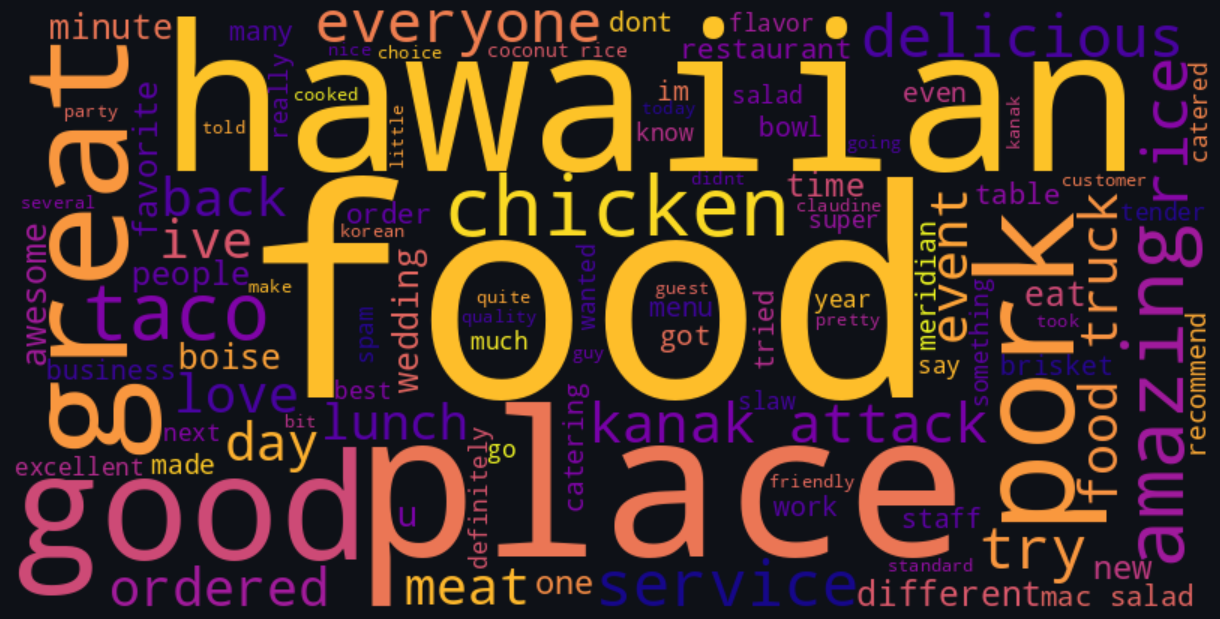 minute
many
everyone
dont
flavor
delicious
nice
choice
coconut rice
restaurant
great
hawaiian
party
favorite
really
cooked
told
little
im
today
know
salad
bowl
going
even
kanak
rice
catered
several
back
ive
order
korean
chicken
didnt
time
claudine
super
table
customer
tender
awesome
people
make
taco
food
wedding
quite
quality
much
wanted
guy
guest
menu
got
tried
year
pretty
meridian
event
say
something
pork
eat
took
brisket
food truck
amazing
recommend
business
boise
spam
love
best
lunch
bit
next
day
excellent
made
go
definitely
catering
slaw
kanak attack
good
place
u
friendly
work
staff
standard
try
new
ordered
meat
one
service
different
mac salad